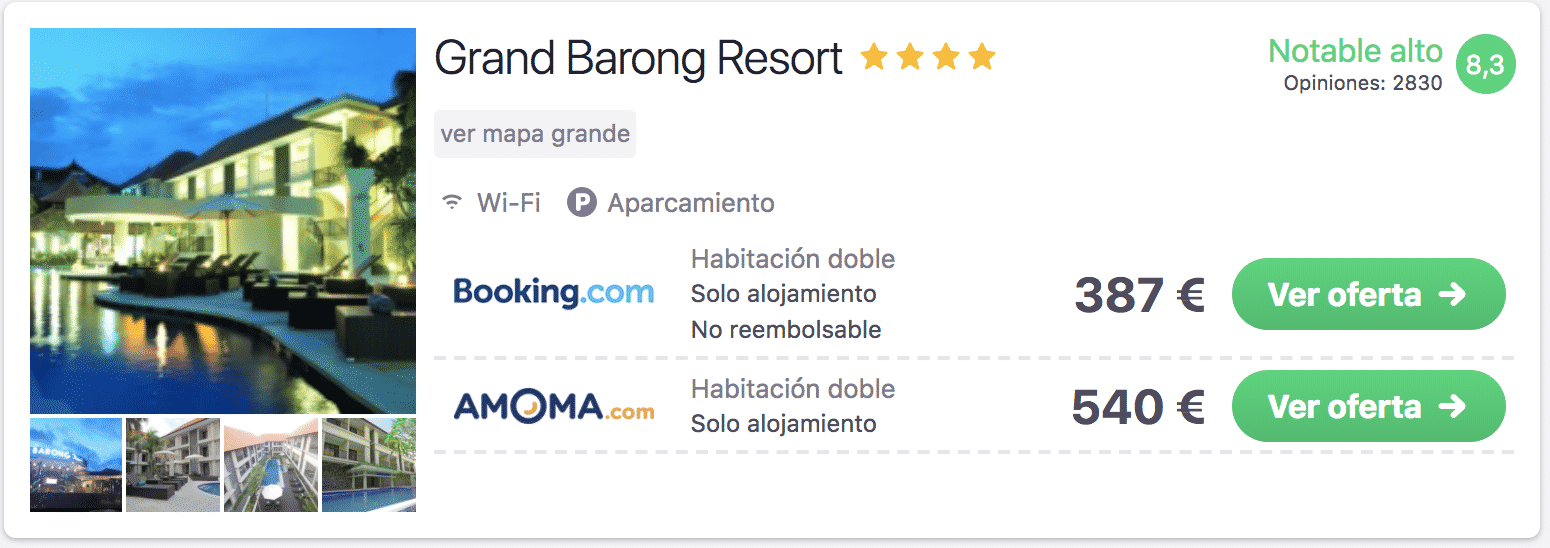 Grand Barong Resort
Notable alto
8,3
Opiniones: 2830
ver mapa grande
Wi-Fi
P Aparcamiento
Booking.com
Habitación doble
Solo alojamiento
No reembolsable
387 €
Ver oferta →
AMOMA.com
Habitación doble
Solo alojamiento
540 €
Ver oferta →
BARONG